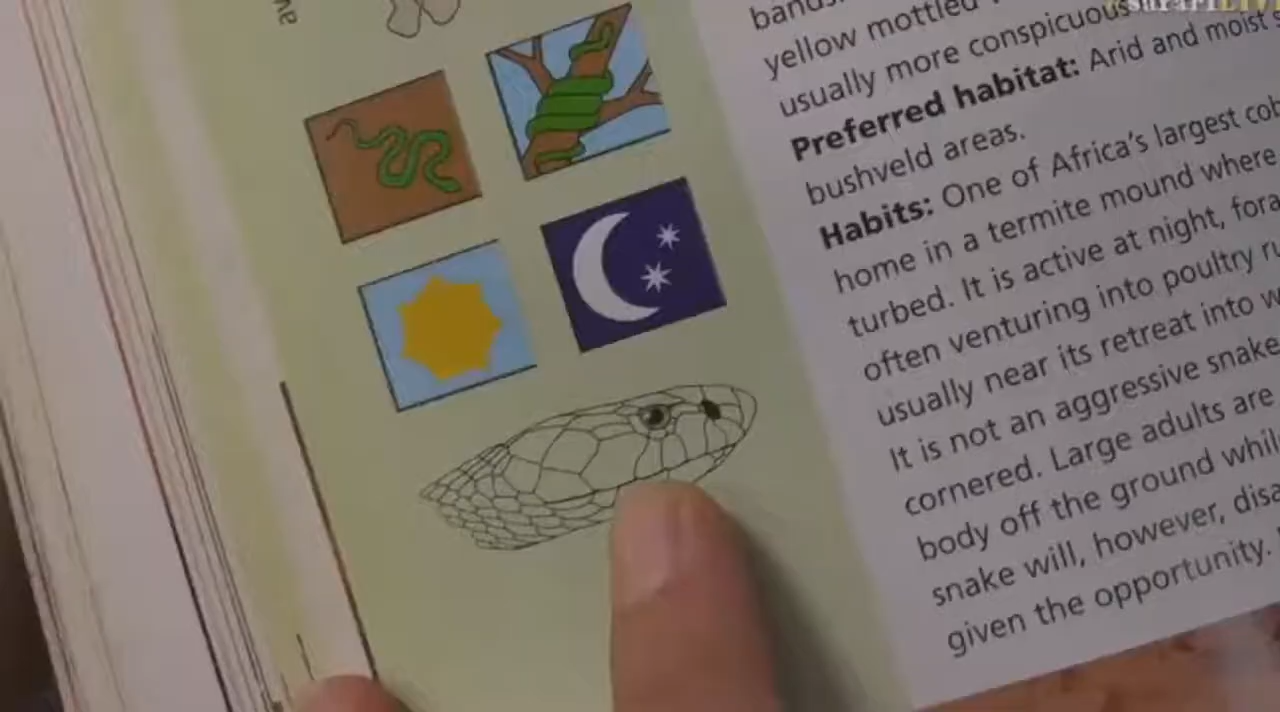 bands.
yellow mottled
usually more conspicuous
Preferred habitat: Arid and moist
bushveld areas.
Habits: One of Africa's largest
home in a termite mound where
turbed. It is active at night,
often venturing into poultry
usually near its retreat into
It is not an aggressive snake
cornered. Large adults are
body off the ground
snake will, however,
given the opportunity.
safariLIVE